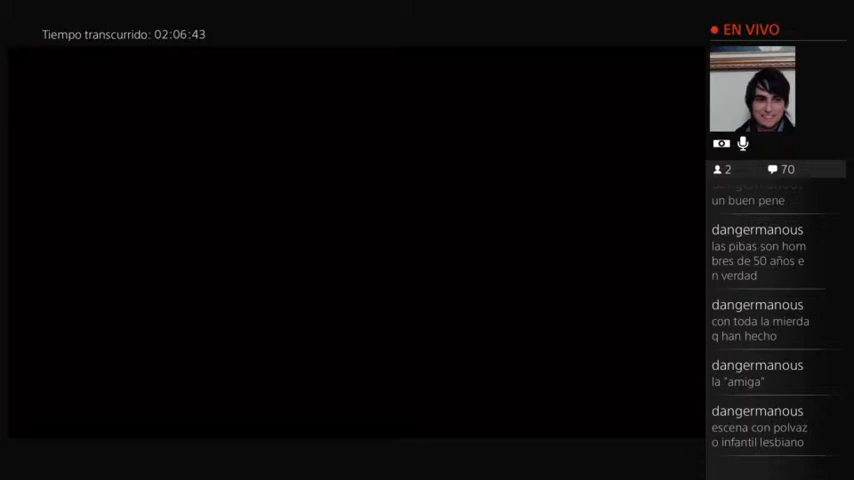 Tiempo transcurrido: 02:06:43
EN VIVO
2 70
dangermanous
un buen pene
dangermanous
las pibas son hom
bres de 50 años e
n verdad
dangermanous
con toda la mierda
q han hecho
dangermanous
la "amiga"
dangermanous
escena con polvaz
o infantil lesbiano